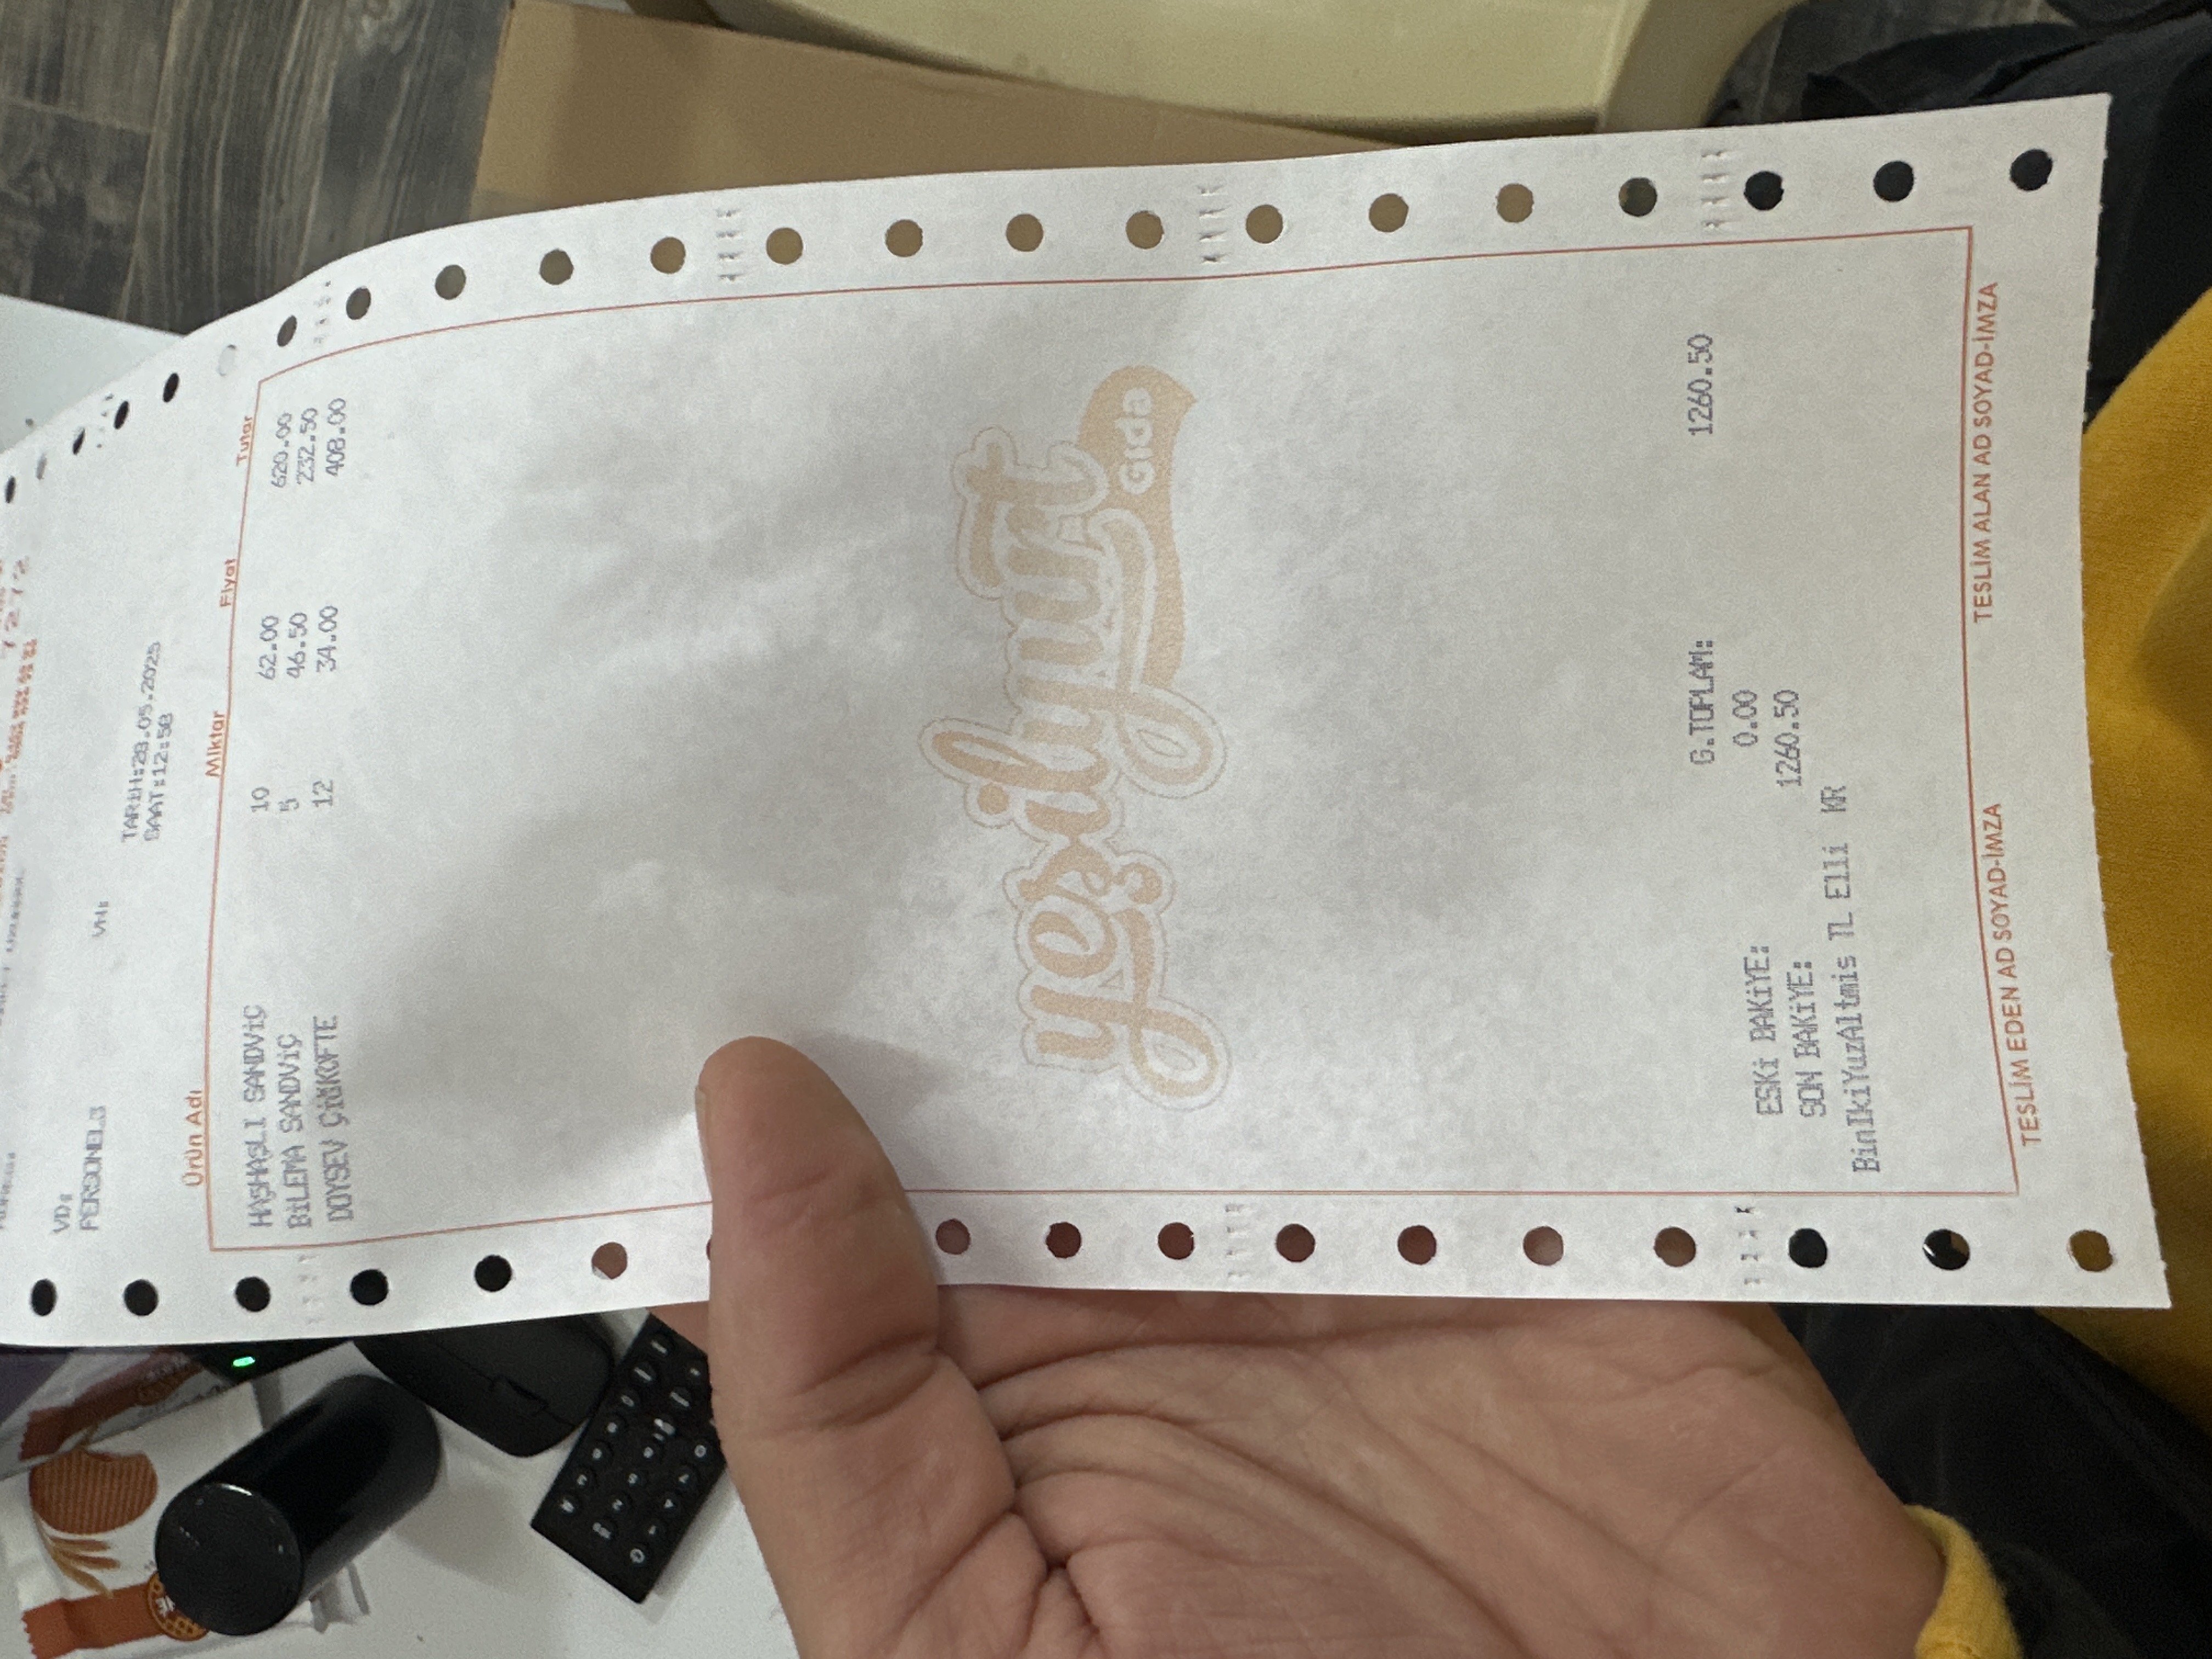 VD:
PERSONEL3 VN:
TARİH:28.05.2025
SAAT:12:58
Ürün Adı Miktar Fiyat Tutar
HAŞHAŞLI SANDVİÇ 10 62.00 620.00
BİLEMA SANDVİÇ 5 46.50 232.50
DOYSEV ÇİĞKOFTE 12 34.00 408.00
yeşilyurt
Gıda
G.TOPLAM: 1260.50
ESKİ BAKİYE: 0.00
SON BAKİYE: 1260.50
BinIkiYuzAltmis TL Elli KR
TESLİM EDEN AD SOYAD-İMZA TESLİM ALAN AD SOYAD-İMZA